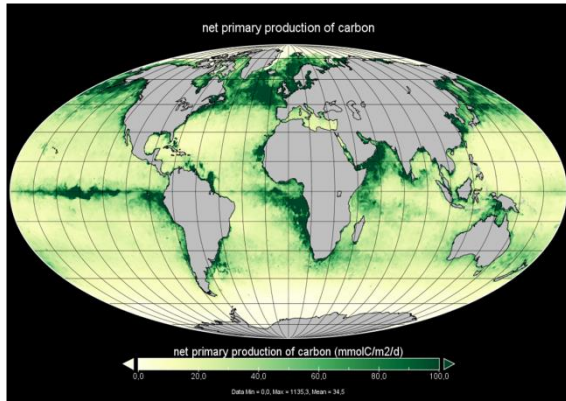 net primary production of carbon
net primary production of carbon (mmolC/m2/d)
0,0 20,0 40,0 60,0 80,0 100,0
Data Min = 0,0, Max = 1135,3, Mean = 34,5